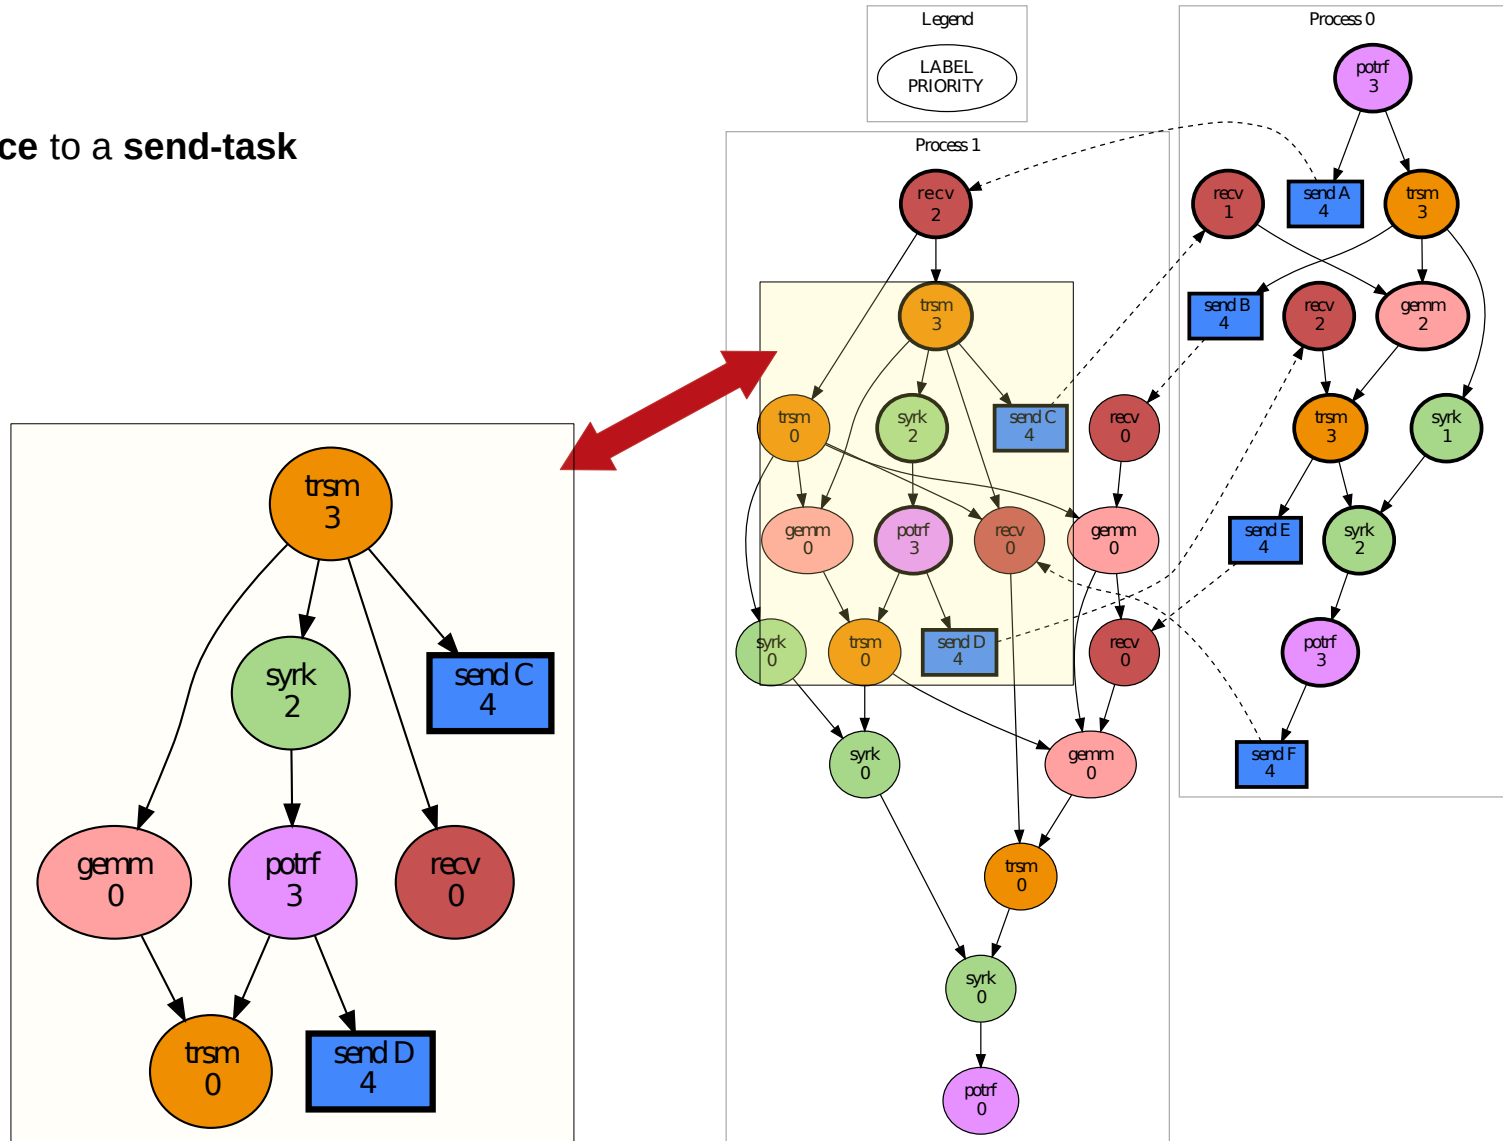 ce to a send-task
Legend
LABEL
PRIORITY
Process 0
potrf
3
recv
1
send A
4
trsm
3
send B
4
recv
2
gemm
2
trsm
3
syrk
1
send E
4
syrk
2
potrf
3
send F
4
Process 1
recv
2
trsm
3
trsm
0
syrk
2
send C
4
recv
0
gemm
0
potrf
3
recv
0
gemm
0
syrk
0
trsm
0
send D
4
recv
0
syrk
0
gemm
0
trsm
0
syrk
0
potrf
0
trsm
3
syrk
2
send C
4
gemm
0
potrf
3
recv
0
trsm
0
send D
4